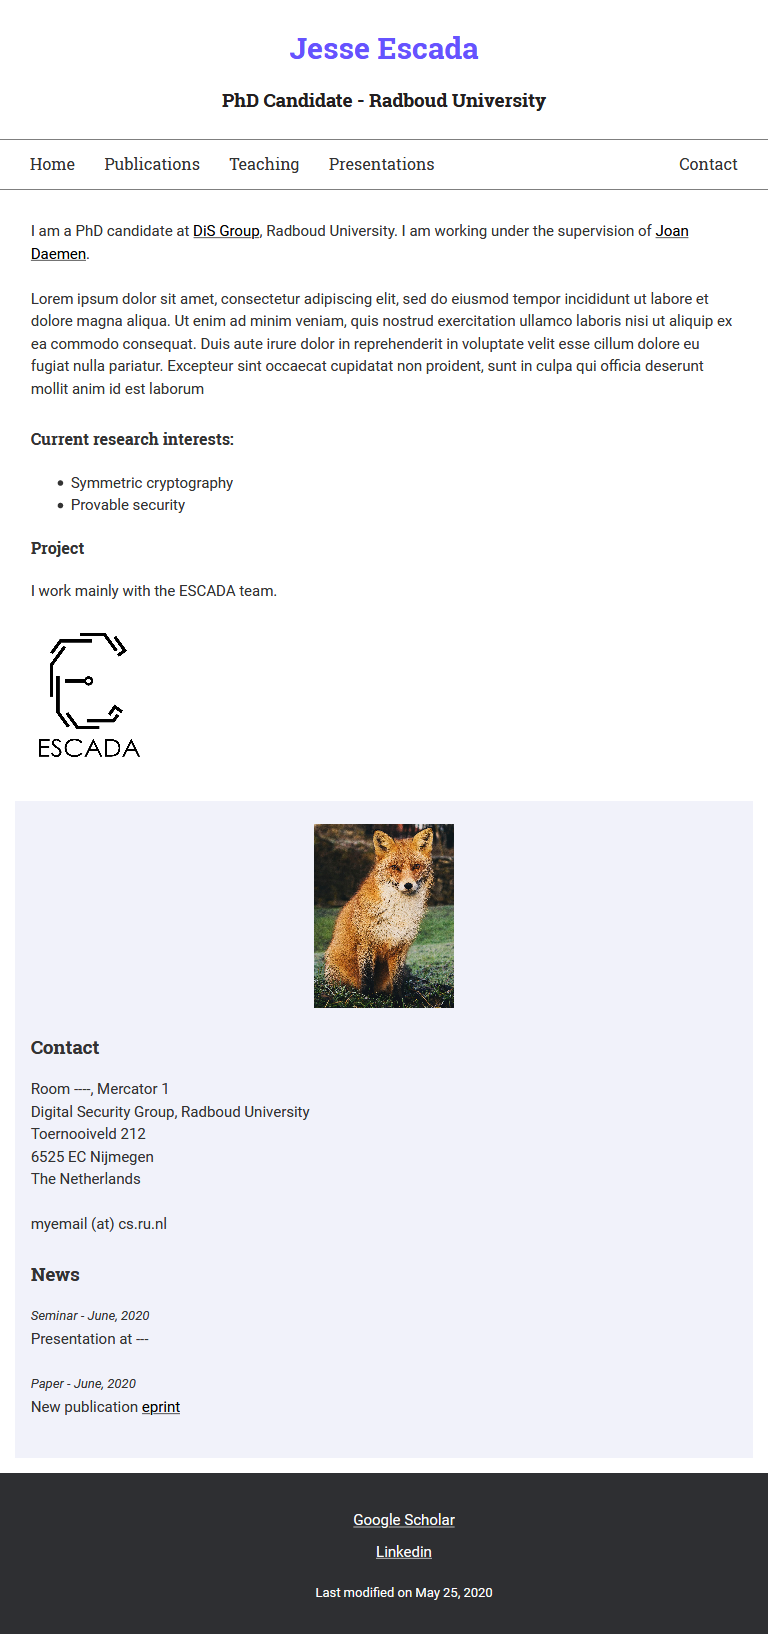 Jesse Escada
PhD Candidate - Radboud University
Home Publications Teaching Presentations Contact
I am a PhD candidate at DiS Group, Radboud University. I am working under the supervision of Joan
Daemen.
Lorem ipsum dolor sit amet, consectetur adipiscing elit, sed do eiusmod tempor incididunt ut labore et
dolore magna aliqua. Ut enim ad minim veniam, quis nostrud exercitation ullamco laboris nisi ut aliquip ex
ea commodo consequat. Duis aute irure dolor in reprehenderit in voluptate velit esse cillum dolore eu
fugiat nulla pariatur. Excepteur sint occaecat cupidatat non proident, sunt in culpa qui officia deserunt
mollit anim id est laborum
Current research interests:
• Symmetric cryptography
• Provable security
Project
I work mainly with the ESCADA team.
ESCADA
Contact
Room ----, Mercator 1
Digital Security Group, Radboud University
Toernooiveld 212
6525 EC Nijmegen
The Netherlands
myemail (at) cs.ru.nl
News
Seminar - June, 2020
Presentation at ---
Paper - June, 2020
New publication eprint
Google Scholar
Linkedin
Last modified on May 25, 2020